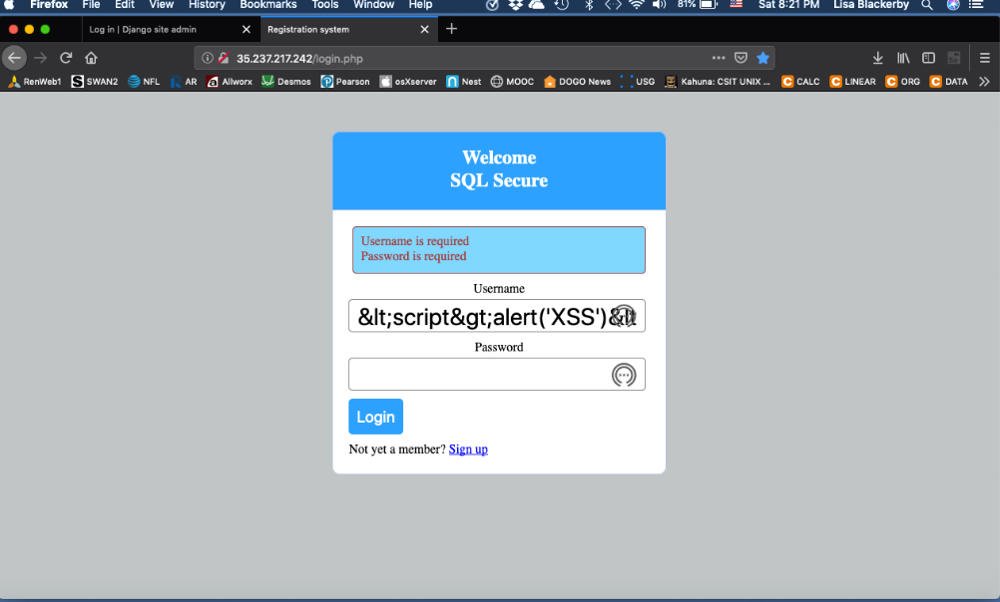 Firefox File Edit View History Bookmarks Tools Window Help 81% Sat 8:21 PM Lisa Blackerby
Log in | Django site admin Registration system
35.237.217.242/login.php
RenWeb1 SWAN2 NFL AR Allworx Desmos Pearson osXserver Nest MOOC DOGO News USG Kahuna: CSIT UNIX ... CALC LINEAR ORG DATA
Welcome
SQL Secure
Username is required
Password is required
Username
&lt;script&gt;alert('XSS')&lt
Password
Login
Not yet a member? Sign up